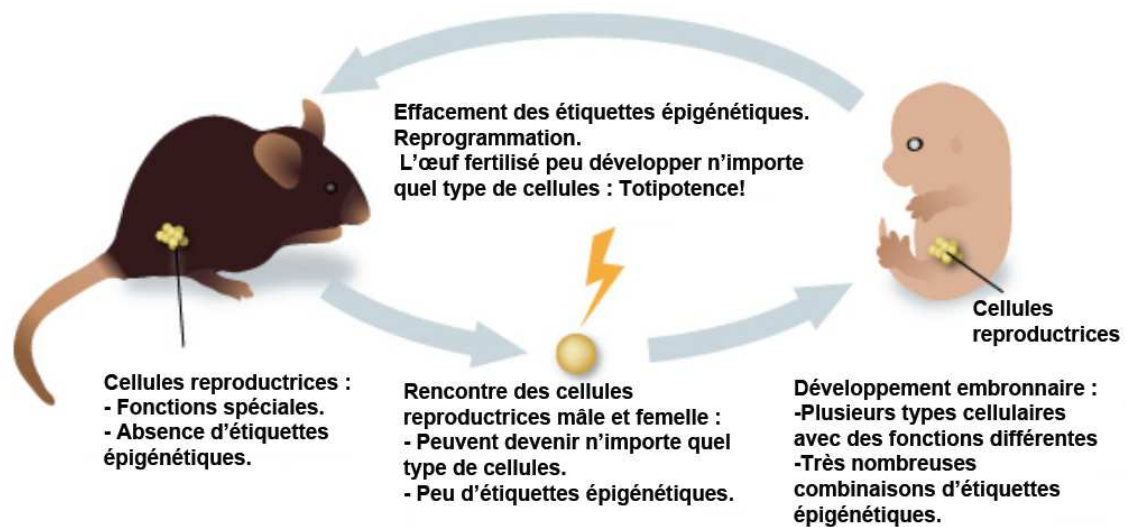 Effacement des étiquettes épigénétiques.
Reprogrammation.
L'œuf fertilisé peu développer n'importe
quel type de cellules : Totipotence!
Cellules
reproductrices
Cellules reproductrices :
- Fonctions spéciales.
- Absence d'étiquettes
épigénétiques.
Rencontre des cellules
reproductrices mâle et femelle :
- Peuvent devenir n'importe quel
type de cellules.
- Peu d'étiquettes épigénétiques.
Développement embronnaire :
-Plusieurs types cellulaires
avec des fonctions différentes
-Très nombreuses
combinaisons d'étiquettes
épigénétiques.